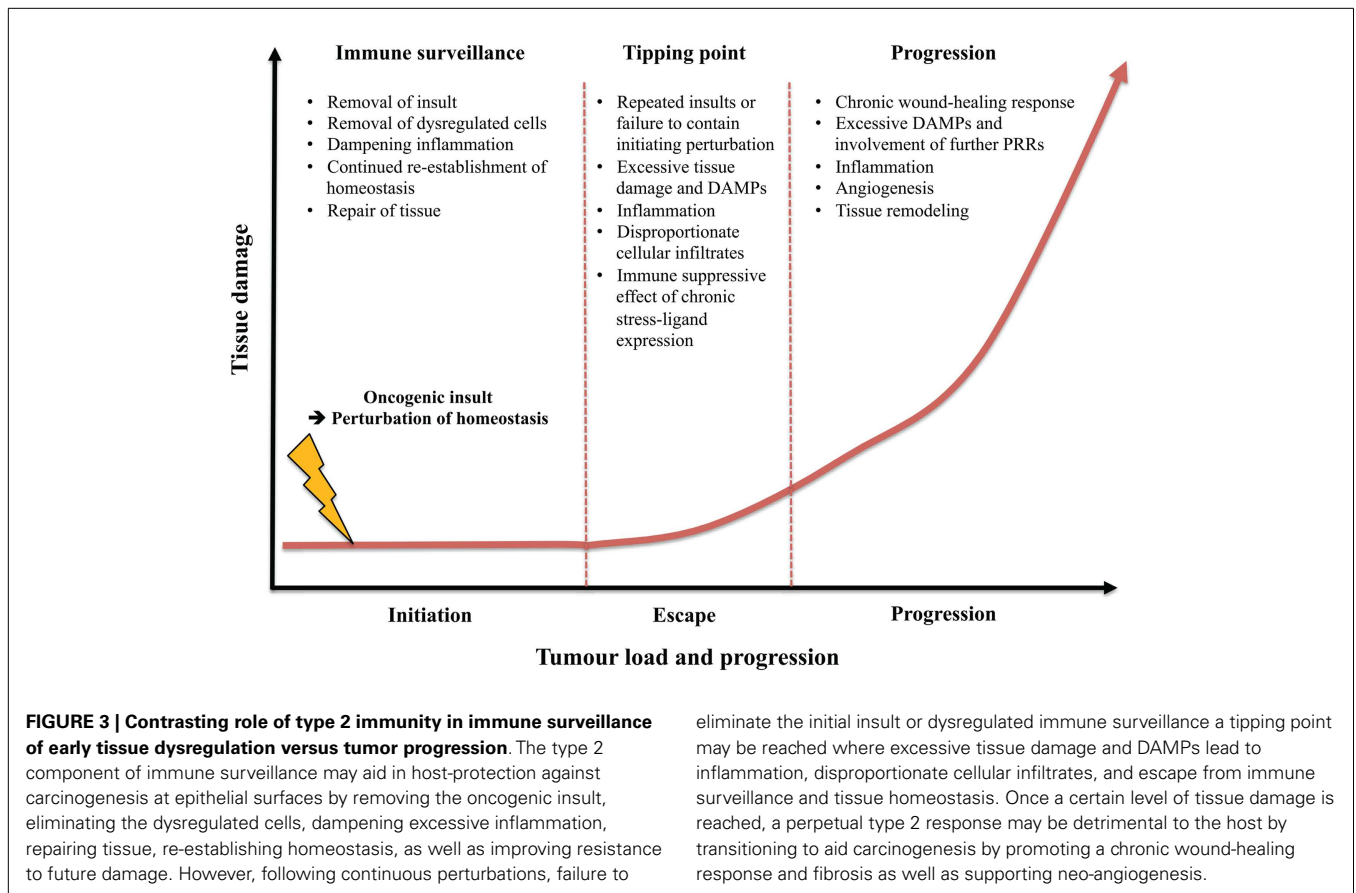 Immune surveillance
• Removal of insult
• Removal of dysregulated cells
• Dampening inflammation
• Continued re-establishment of
homeostasis
• Repair of tissue
Tipping point
• Repeated insults or
failure to contain
initiating perturbation
• Excessive tissue
damage and DAMPs
• Inflammation
• Disproportionate
cellular infiltrates
• Immune suppressive
effect of chronic
stress-ligand
expression
Progression
• Chronic wound-healing response
• Excessive DAMPs and
involvement of further PRRs
• Inflammation
• Angiogenesis
• Tissue remodeling
Tissue damage
Oncogenic insult
➔ Perturbation of homeostasis
Initiation
Escape
Progression
Tumour load and progression
FIGURE 3 | Contrasting role of type 2 immunity in immune surveillance
of early tissue dysregulation versus tumor progression. The type 2
component of immune surveillance may aid in host-protection against
carcinogenesis at epithelial surfaces by removing the oncogenic insult,
eliminating the dysregulated cells, dampening excessive inflammation,
repairing tissue, re-establishing homeostasis, as well as improving resistance
to future damage. However, following continuous perturbations, failure to
eliminate the initial insult or dysregulated immune surveillance a tipping point
may be reached where excessive tissue damage and DAMPs lead to
inflammation, disproportionate cellular infiltrates, and escape from immune
surveillance and tissue homeostasis. Once a certain level of tissue damage is
reached, a perpetual type 2 response may be detrimental to the host by
transitioning to aid carcinogenesis by promoting a chronic wound-healing
response and fibrosis as well as supporting neo-angiogenesis.